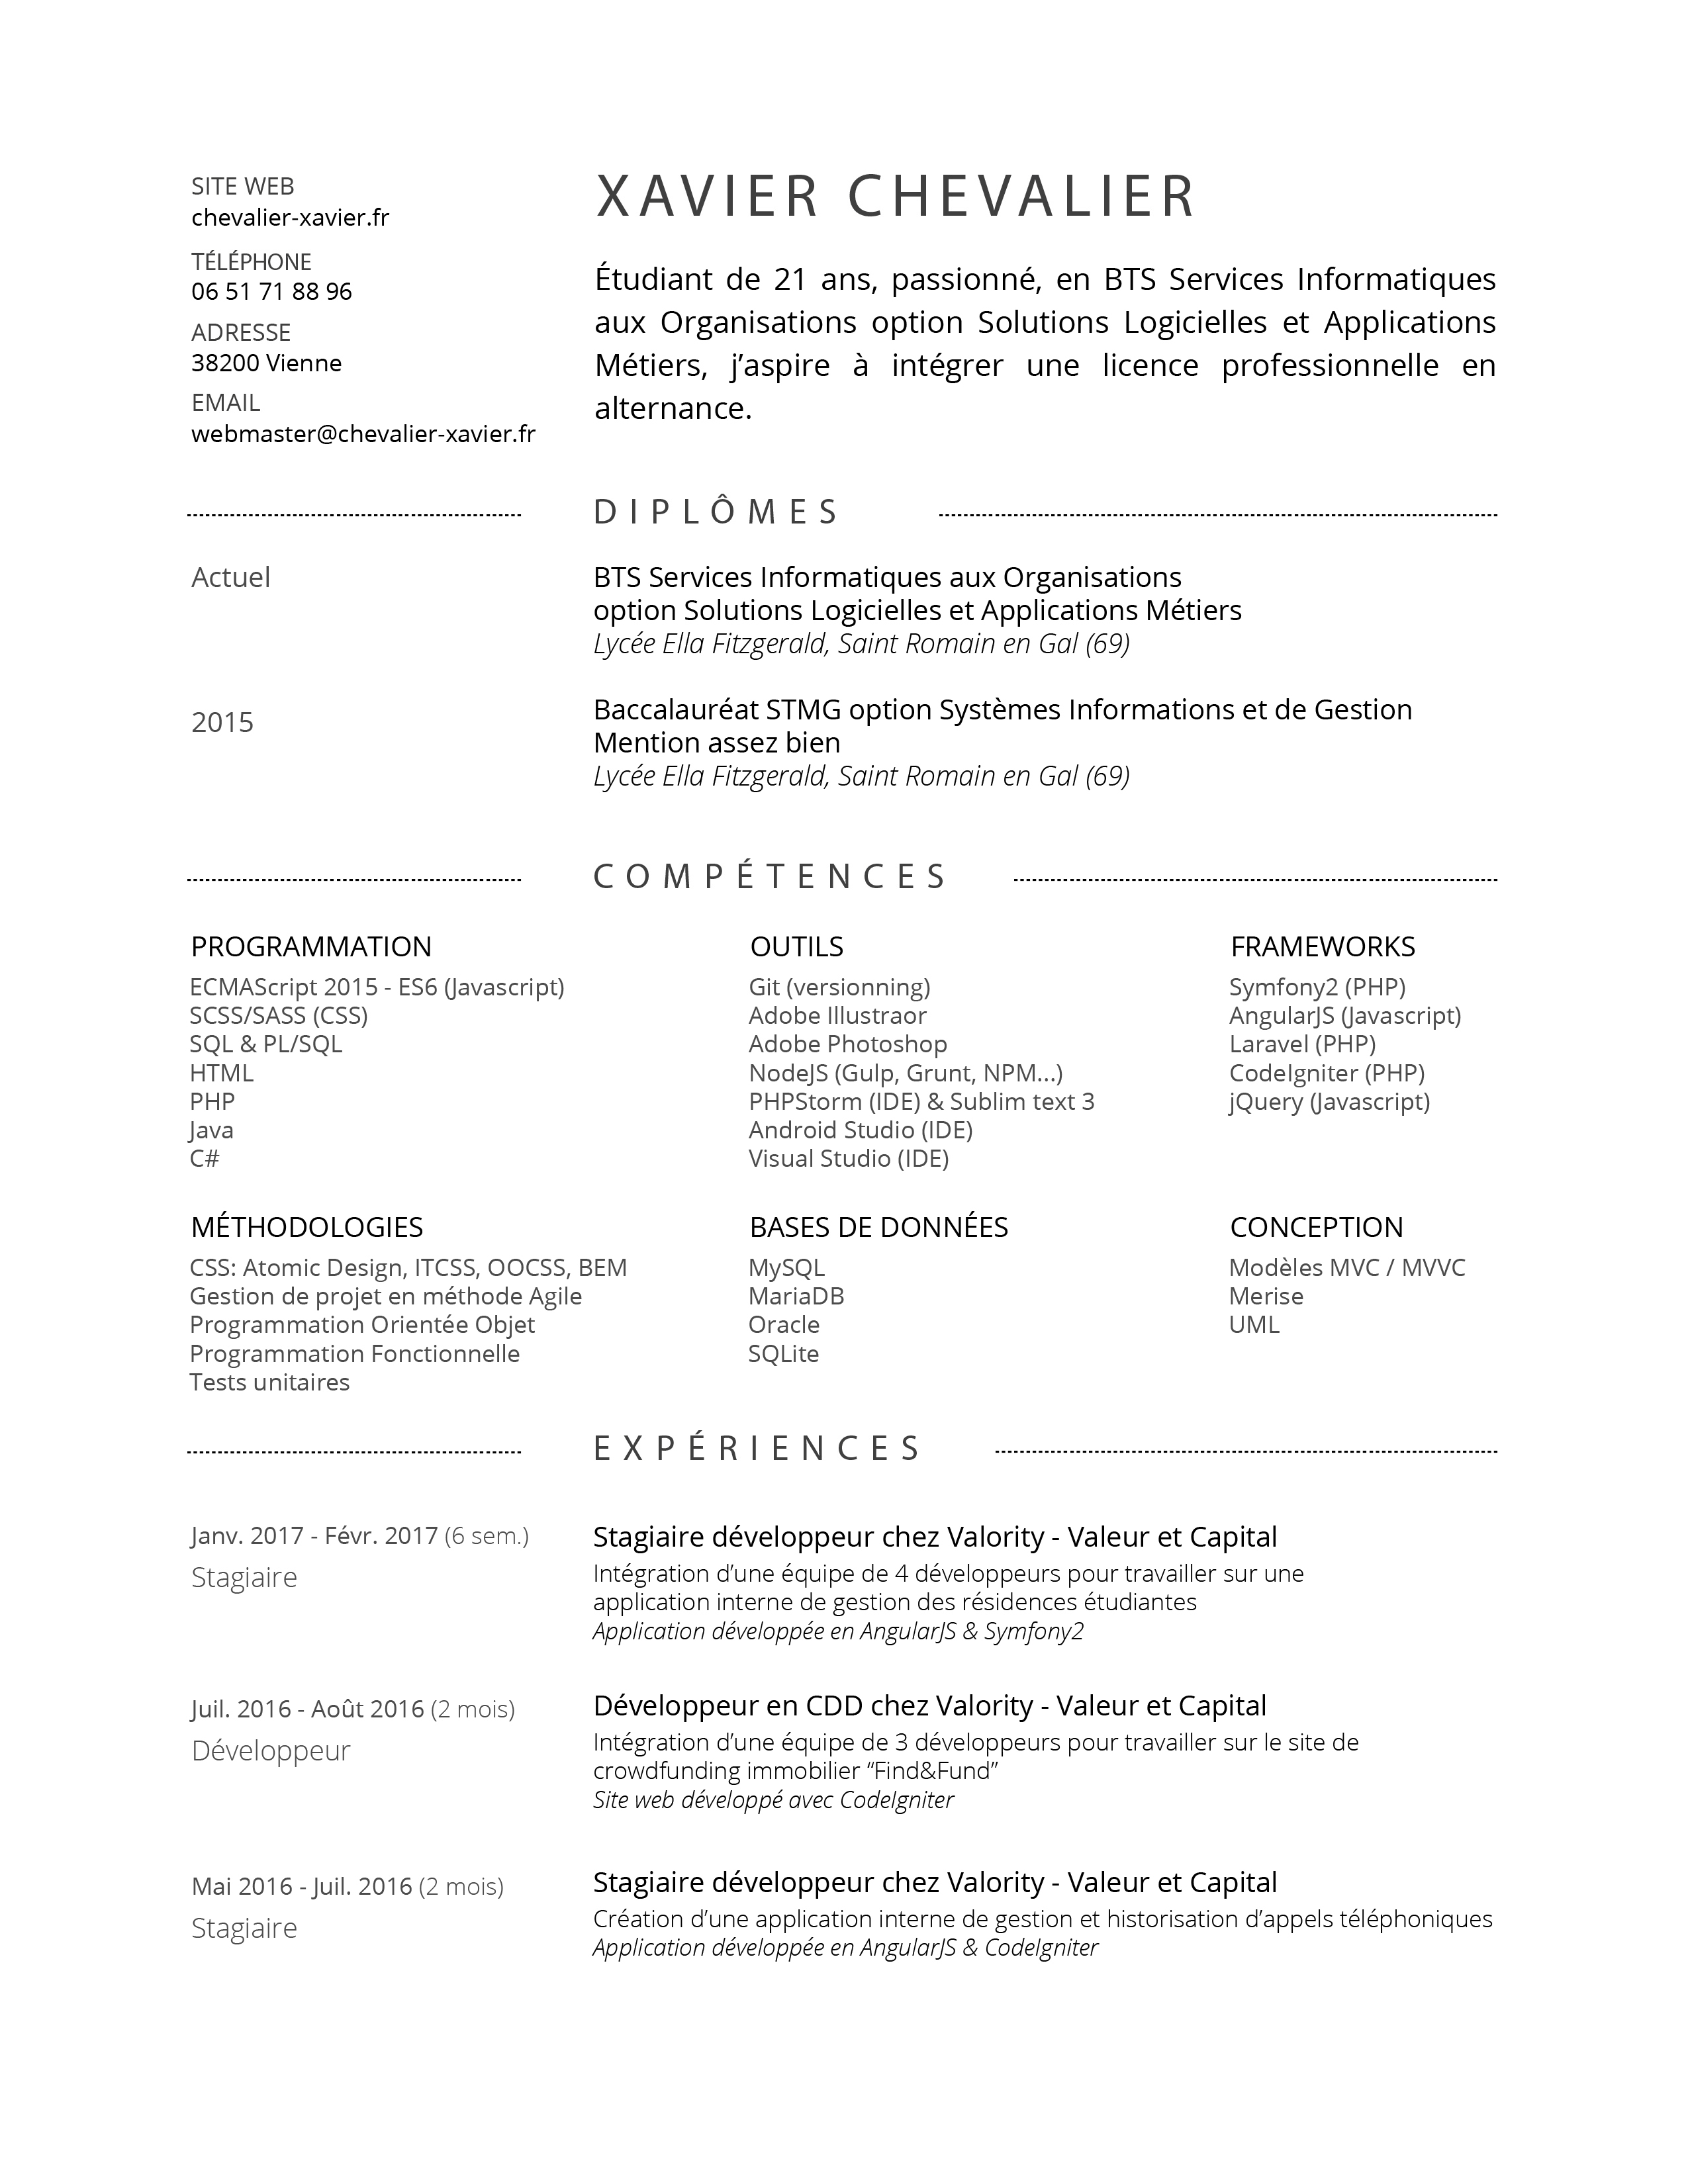 SITE WEB
chevalier-xavier.fr
TÉLÉPHONE
06 51 71 88 96
ADRESSE
38200 Vienne
EMAIL
webmaster@chevalier-xavier.fr
XAVIER CHEVALIER
Étudiant de 21 ans, passionné, en BTS Services Informatiques
aux Organisations option Solutions Logicielles et Applications
Métiers, j’aspire à intégrer une licence professionnelle en
alternance.
DIPLÔMES
Actuel
BTS Services Informatiques aux Organisations
option Solutions Logicielles et Applications Métiers
Lycée Ella Fitzgerald, Saint Romain en Gal (69)
2015
Baccalauréat STMG option Systèmes Informations et de Gestion
Mention assez bien
Lycée Ella Fitzgerald, Saint Romain en Gal (69)
COMPÉTENCES
PROGRAMMATION
ECMAScript 2015 - ES6 (Javascript)
SCSS/SASS (CSS)
SQL & PL/SQL
HTML
PHP
Java
C#
OUTILS
Git (versionning)
Adobe Illustraor
Adobe Photoshop
NodeJS (Gulp, Grunt, NPM...)
PHPStorm (IDE) & Sublim text 3
Android Studio (IDE)
Visual Studio (IDE)
FRAMEWORKS
Symfony2 (PHP)
AngularJS (Javascript)
Laravel (PHP)
CodeIgniter (PHP)
jQuery (Javascript)
MÉTHODOLOGIES
CSS: Atomic Design, ITCSS, OOCSS, BEM
Gestion de projet en méthode Agile
Programmation Orientée Objet
Programmation Fonctionnelle
Tests unitaires
BASES DE DONNÉES
MySQL
MariaDB
Oracle
SQLite
CONCEPTION
Modèles MVC / MVVC
Merise
UML
EXPÉRIENCES
Janv. 2017 - Févr. 2017 (6 sem.)
Stagiaire
Stagiaire développeur chez Valority - Valeur et Capital
Intégration d’une équipe de 4 développeurs pour travailler sur une
application interne de gestion des résidences étudiantes
Application développée en AngularJS & Symfony2
Juil. 2016 - Août 2016 (2 mois)
Développeur
Développeur en CDD chez Valority - Valeur et Capital
Intégration d’une équipe de 3 développeurs pour travailler sur le site de
crowdfunding immobilier “Find&Fund”
Site web développé avec CodeIgniter
Mai 2016 - Juil. 2016 (2 mois)
Stagiaire
Stagiaire développeur chez Valority - Valeur et Capital
Création d’une application interne de gestion et historisation d’appels téléphoniques
Application développée en AngularJS & CodeIgniter